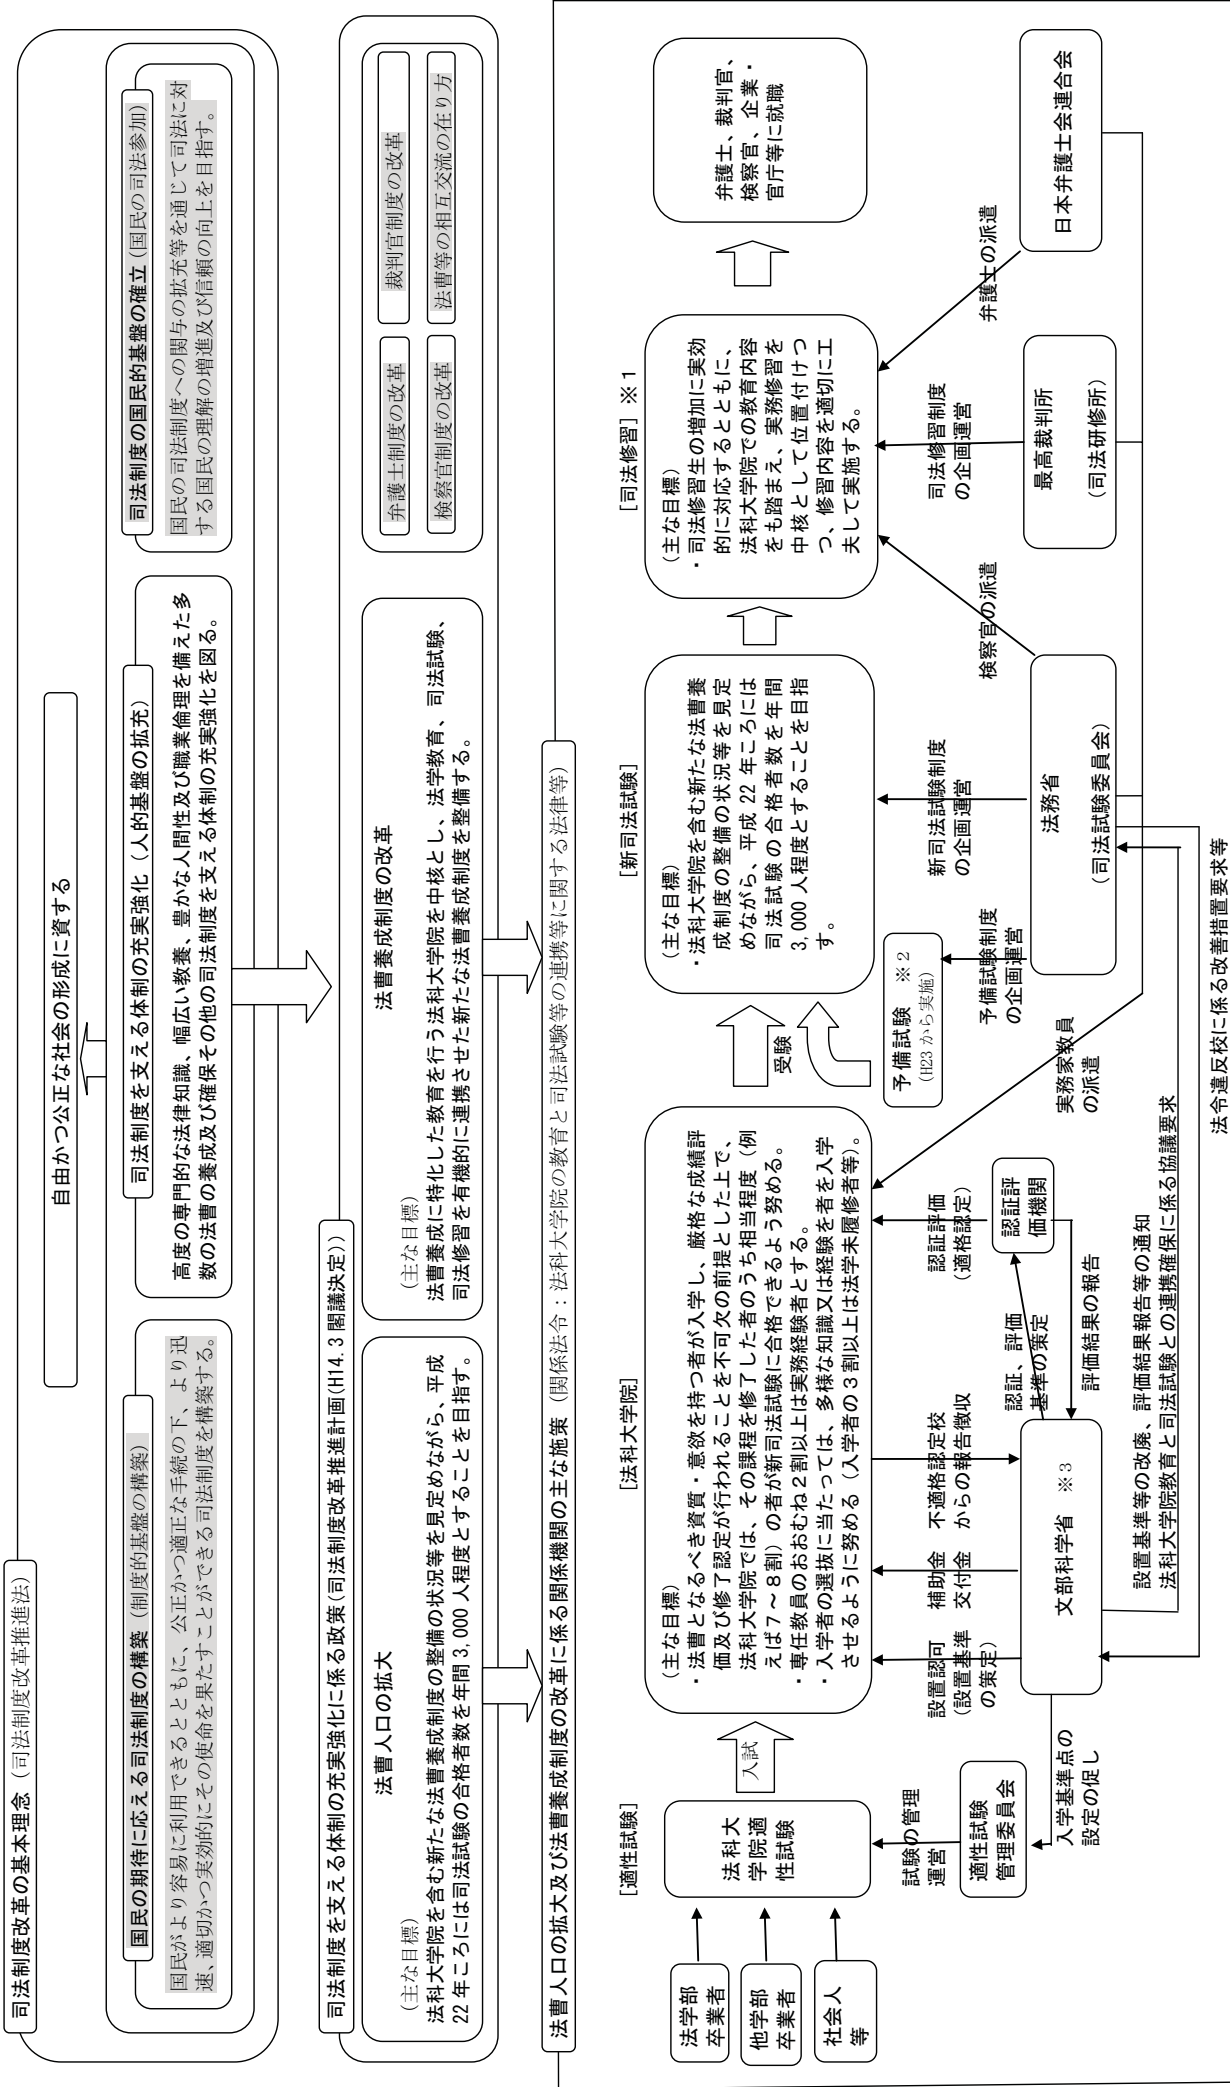 司法制度改革の基本理念（司法制度改革推進法）
自由かつ公正な社会の形成に資する
国民の期待に応える司法制度の構築（制度的基盤の構築）
国民がより容易に利用できるとともに、公正かつ適正な手続の下、より迅
速、適切かつ実効的にその使命を果たすことができる司法制度を構築する。
司法制度を支える体制の充実強化（人的基盤の拡充）
高度の専門的な法律知識、幅広い教養、豊かな人間性及び職業倫理を備えた多
数の法曹の養成及び確保その他の司法制度を支える体制の充実強化を図る。
司法制度の国民的基盤の確立（国民の司法参加）
国民の司法制度への関与の拡充等を通じて司法に対
する国民の理解の増進及び信頼の向上を目指す。
司法制度を支える体制の充実強化に係る政策（司法制度改革推進計画(H14.3 閣議決定)）
法曹人口の拡大
（主な目標）
法科大学院を含む新たな法曹養成制度の整備の状況等を見定めながら、平成
22 年ころには司法試験の合格者数を年間 3,000 人程度とすることを目指す。
法曹養成制度の改革
（主な目標）
法曹養成に特化した教育を行う法科大学院を中核とし、法学教育、司法試験、
司法修習を有機的に連携させた新たな法曹養成制度を整備する。
弁護士制度の改革
裁判官制度の改革
検察官制度の改革
法曹等の相互交流の在り方
法曹人口の拡大及び法曹養成制度の改革に係る関係機関の主な施策（関係法令：法科大学院の教育と司法試験等の連携等に関する法律等）
［適性試験］
［法科大学院］
［新司法試験］
［司法修習］※１
法学部
卒業者
他学部
卒業者
社会人
等
法科大
学院適
性試験
入試
（主な目標）
・法曹となるべき資質・意欲を持つ者が入学し、厳格な成績評
価及び修了認定が行われることを不可欠の前提とした上で、
法科大学院では、その課程を修了した者のうち相当程度（例
えば７～８割）の者が新司法試験に合格できるよう努める。
・専任教員のおおむね２割以上は実務経験者とする。
・入学者の選抜に当たっては、多様な知識又は経験を者を入学
させるように努める（入学者の３割以上は法学未履修者等）。
受験
（主な目標）
・法科大学院を含む新たな法曹養
成制度の整備の状況等を見定
めながら、平成 22 年ころには
司法試験の合格者数を年間
3,000 人程度とすることを目指
す。
（主な目標）
・司法修習生の増加に実効
的に対応するとともに、
法科大学院での教育内容
をも踏まえ、実務修習を
中核として位置付けつ
つ、修習内容を適切に工
夫して実施する。
弁護士、裁判官、
検察官、企業・
官庁等に就職
予備試験　※２
（H23 から実施）
試験の管理
運営
適性試験
管理委員会
入学基準点の
設定の促し
設置認可
（設置基準
の策定）
補助金
交付金
不適格認定校
からの報告徴収
文部科学省　※３
認証、評価
基準の策定
認証評価
（適格認定）
認証評
価機関
評価結果の報告
実務家教員
の派遣
予備試験制度
の企画運営
新司法試験制度
の企画運営
法務省
（司法試験委員会）
検察官の派遣
司法修習制度
の企画運営
最高裁判所
（司法研修所）
弁護士の派遣
日本弁護士会連合会
設置基準等の改廃、評価結果報告等の通知
法科大学院教育と司法試験との連携確保に係る協議要求
法令違反校に係る改善措置要求等